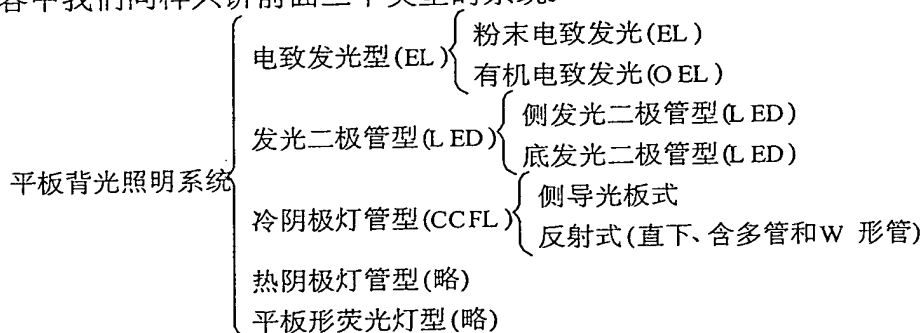 容中我们同样只讲前面三个类型的系统。
电致发光型(EL)
粉末电致发光(EL)
有机电致发光(OEL)
发光二极管型(LED)
侧发光二极管型(LED)
底发光二极管型(LED)
平板背光照明系统
冷阴极灯管型(CCFL)
侧导光板式
反射式(直下、含多管和W 形管)
热阴极灯管型(略)
平板形荧光灯型(略)